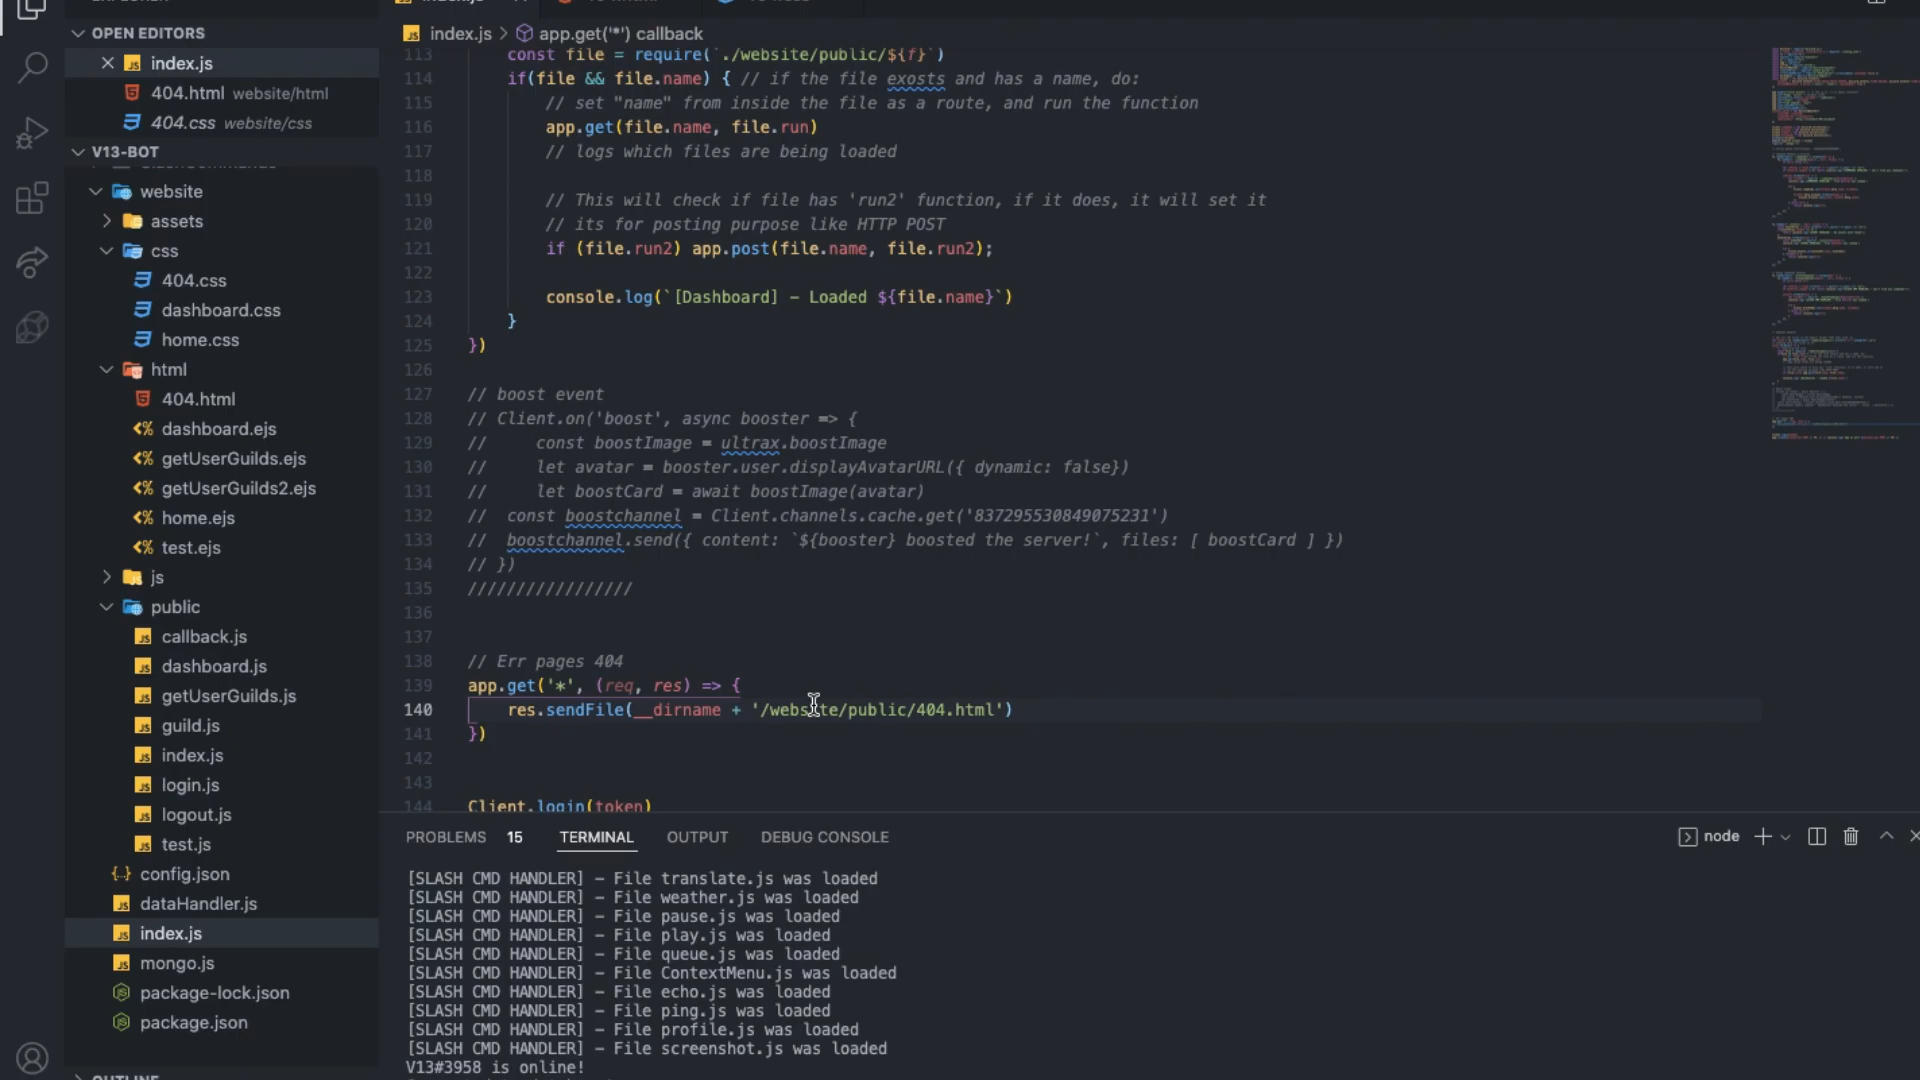 OPEN EDITORS
index.js
404.html website/html
404.css website/css
V13-BOT
website
assets
css
404.css
dashboard.css
home.css
html
404.html
dashboard.ejs
getUserGuilds.ejs
getUserGuilds2.ejs
home.ejs
test.ejs
js
public
callback.js
dashboard.js
getUserGuilds.js
guild.js
index.js
login.js
logout.js
test.js
config.json
dataHandler.js
index.js
mongo.js
package-lock.json
package.json
index.js > app.get('*') callback
113 const file = require(`./website/public/${f}`)
114 if(file && file.name) { // if the file exosts and has a name, do:
115 // set "name" from inside the file as a route, and run the function
116 app.get(file.name, file.run)
117 // logs which files are being loaded
118
119 // This will check if file has 'run2' function, if it does, it will set it
120 // its for posting purpose like HTTP POST
121 if (file.run2) app.post(file.name, file.run2);
122
123 console.log(`[Dashboard] - Loaded ${file.name}`)
124 }
125 })
126
127 // boost event
128 // Client.on('boost', async booster => {
129 // const boostImage = ultrax.boostImage
130 // let avatar = booster.user.displayAvatarURL({ dynamic: false})
131 // let boostCard = await boostImage(avatar)
132 // const boostchannel = Client.channels.cache.get('837295530849075231')
133 // boostchannel.send({ content: `${booster} boosted the server!`, files: [ boostCard ] })
134 // })
135 /////////////////
136
137
138 // Err pages 404
139 app.get('*', (req, res) => {
140 res.sendFile(__dirname + '/website/public/404.html')
141 })
142
143
144 Client.login(token)
PROBLEMS 15 TERMINAL OUTPUT DEBUG CONSOLE
node
[SLASH CMD HANDLER] - File translate.js was loaded
[SLASH CMD HANDLER] - File weather.js was loaded
[SLASH CMD HANDLER] - File pause.js was loaded
[SLASH CMD HANDLER] - File play.js was loaded
[SLASH CMD HANDLER] - File queue.js was loaded
[SLASH CMD HANDLER] - File ContextMenu.js was loaded
[SLASH CMD HANDLER] - File echo.js was loaded
[SLASH CMD HANDLER] - File ping.js was loaded
[SLASH CMD HANDLER] - File profile.js was loaded
[SLASH CMD HANDLER] - File screenshot.js was loaded
V13#3958 is online!